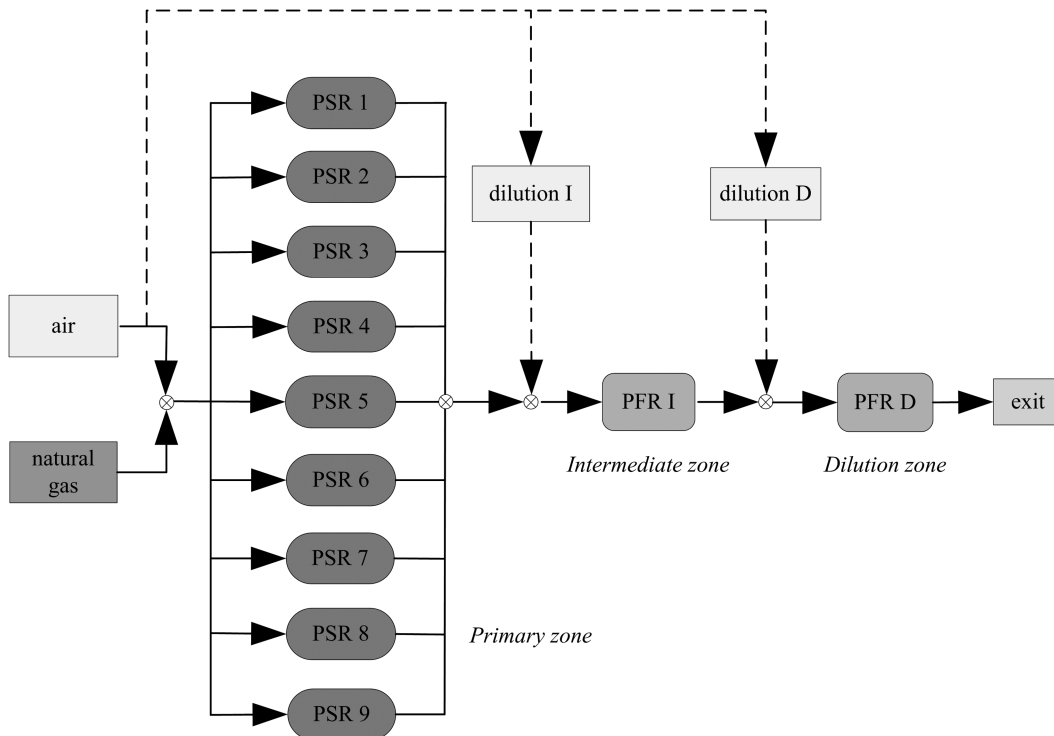 PSR 1
PSR 2
dilution I
dilution D
PSR 3
air
PSR 4
PSR 5
PFR I
PFR D
exit
natural
gas
PSR 6
Intermediate zone
Dilution zone
PSR 7
PSR 8
Primary zone
PSR 9